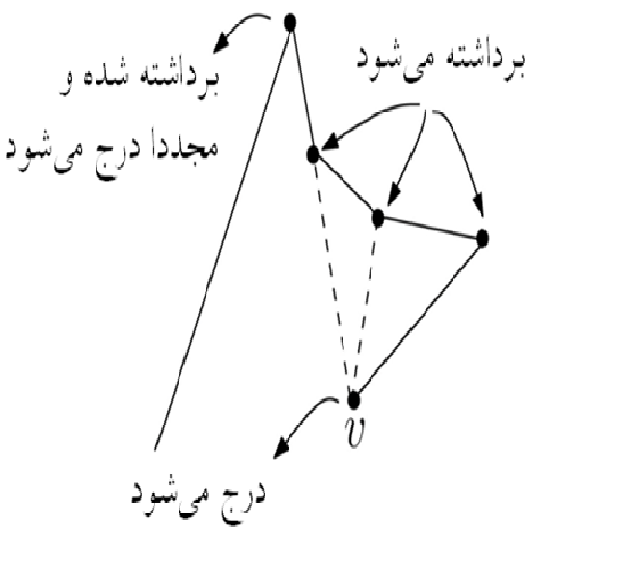 برداشته می‌شود
برداشته شده و
مجددا درج می‌شود
v
درج می‌شود